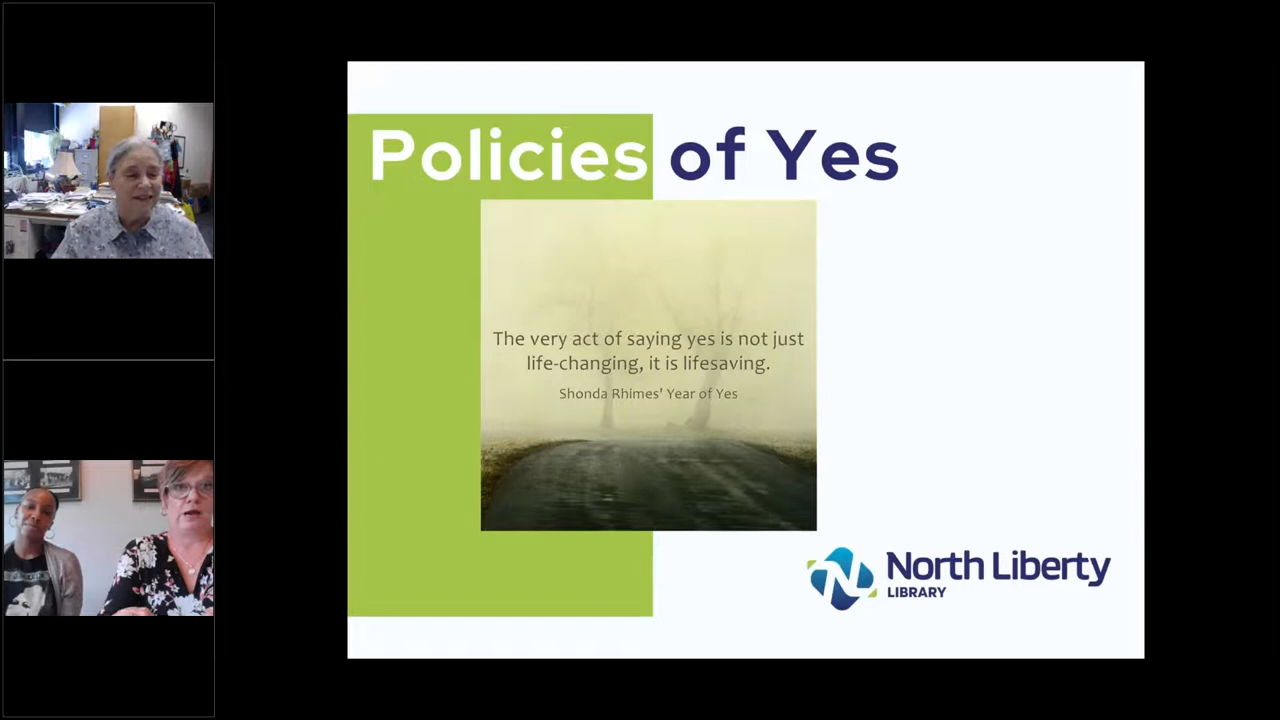 Policies of Yes
The very act of saying yes is not just
life-changing, it is lifesaving.
Shonda Rhimes' Year of Yes
North Liberty
LIBRARY